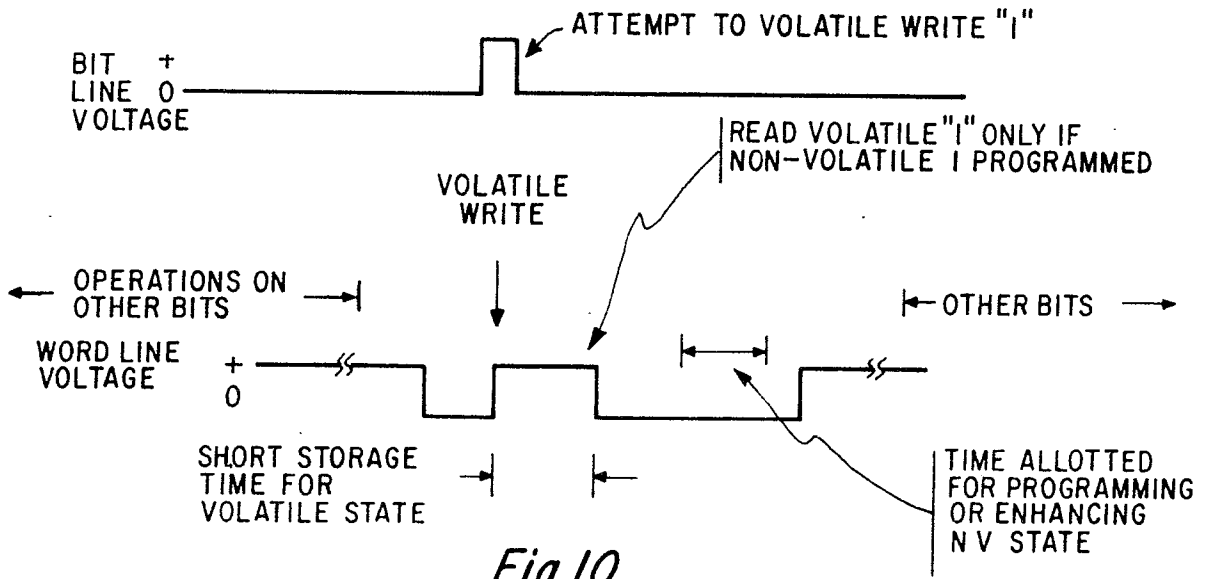 ATTEMPT TO VOLATILE WRITE "1"
BIT +
LINE 0
VOLTAGE
READ VOLATILE "1" ONLY IF
NON-VOLATILE 1 PROGRAMMED
VOLATILE
WRITE
OPERATIONS ON
OTHER BITS
OTHER BITS
WORD LINE +
VOLTAGE
0
SHORT STORAGE
TIME FOR
VOLATILE STATE
TIME ALLOTTED
FOR PROGRAMMING
OR ENHANCING
NV STATE
Fig 10